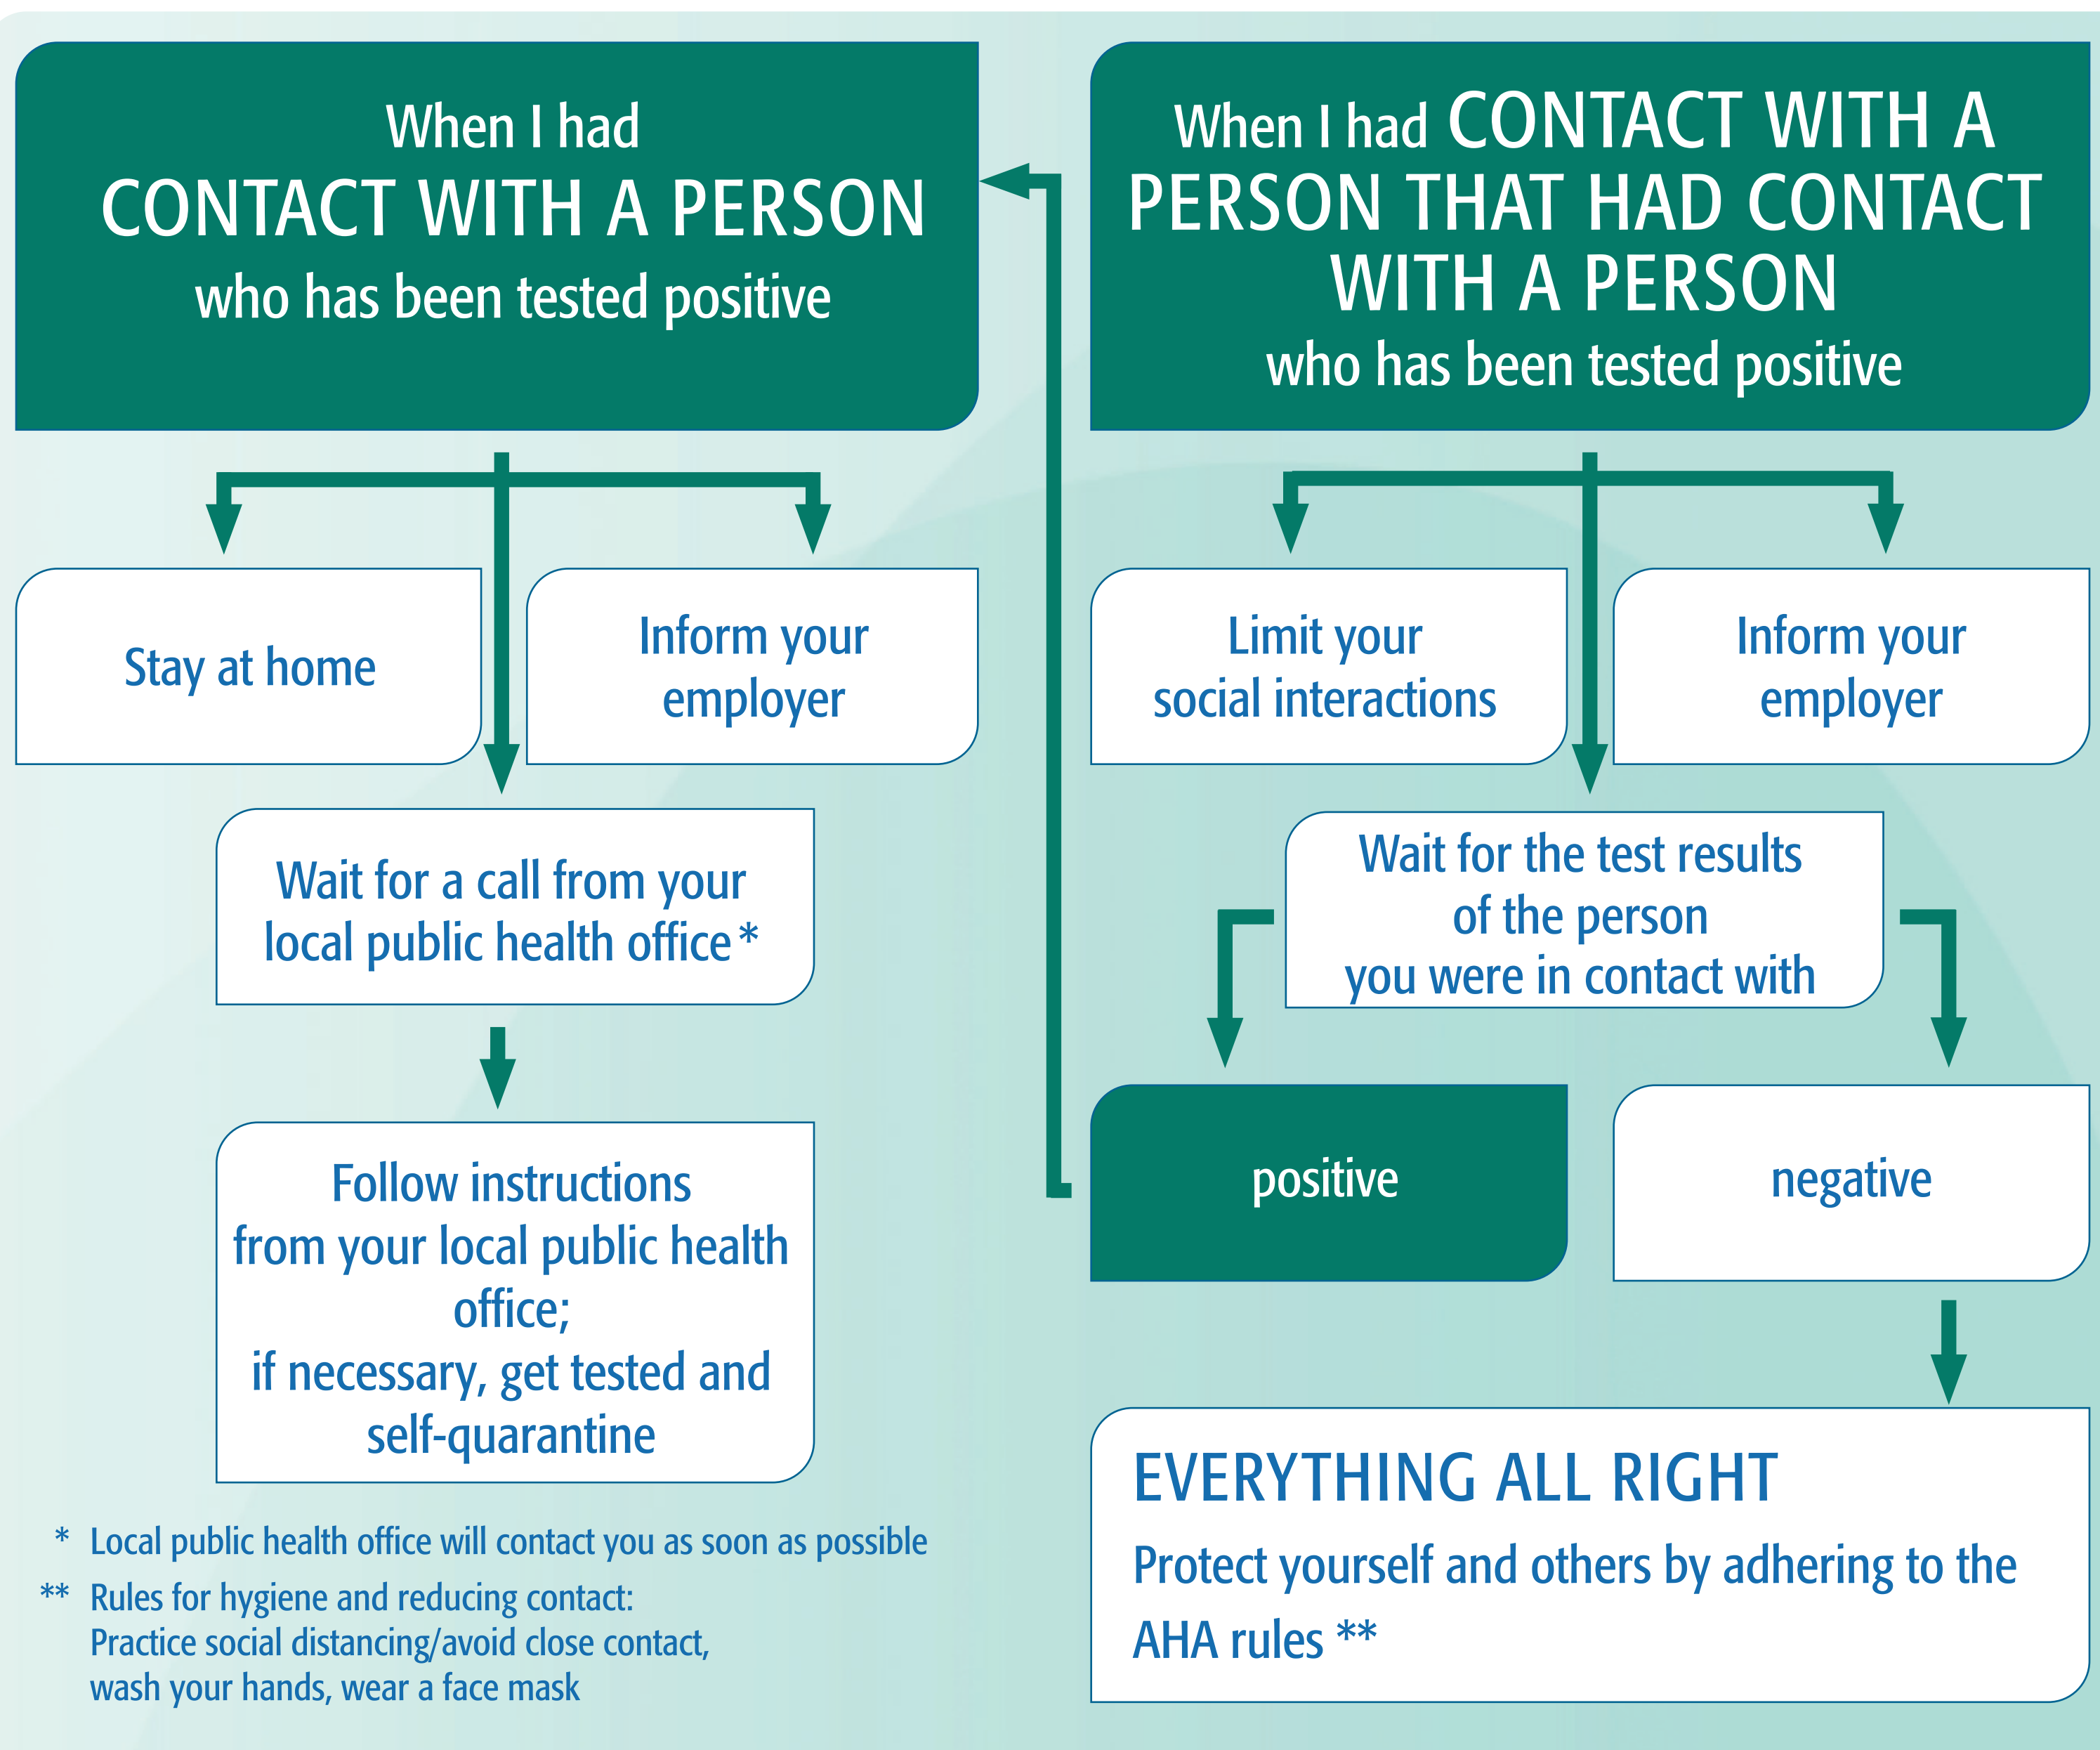 When I had
CONTACT WITH A PERSON
who has been tested positive
Stay at home
Inform your
employer
Wait for a call from your
local public health office*
Follow instructions
from your local public health
office;
if necessary, get tested and
self-quarantine
* Local public health office will contact you as soon as possible
** Rules for hygiene and reducing contact:
Practice social distancing/avoid close contact,
wash your hands, wear a face mask
When I had CONTACT WITH A
PERSON THAT HAD CONTACT
WITH A PERSON
who has been tested positive
Limit your
social interactions
Inform your
employer
Wait for the test results
of the person
you were in contact with
positive
negative
EVERYTHING ALL RIGHT
Protect yourself and others by adhering to the
AHA rules **